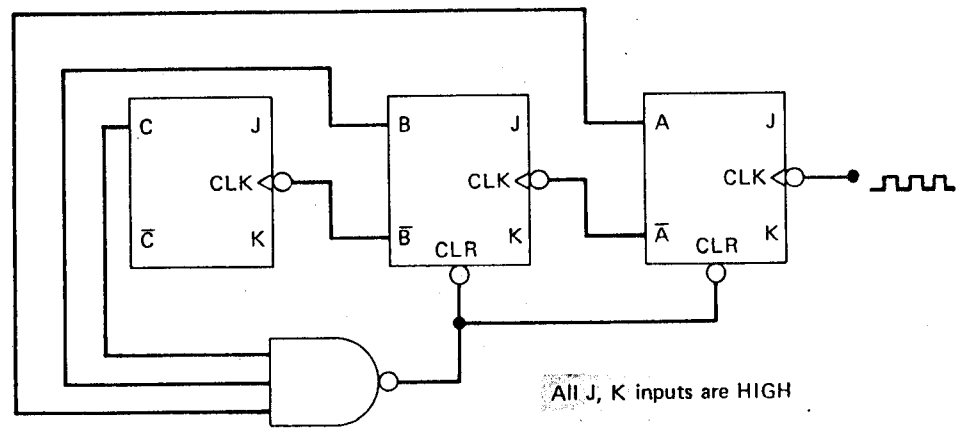 C J
CLK
C̅ K
B J
CLK
B̅ K
CLR
A J
CLK
A̅ K
CLR
All J, K inputs are HIGH